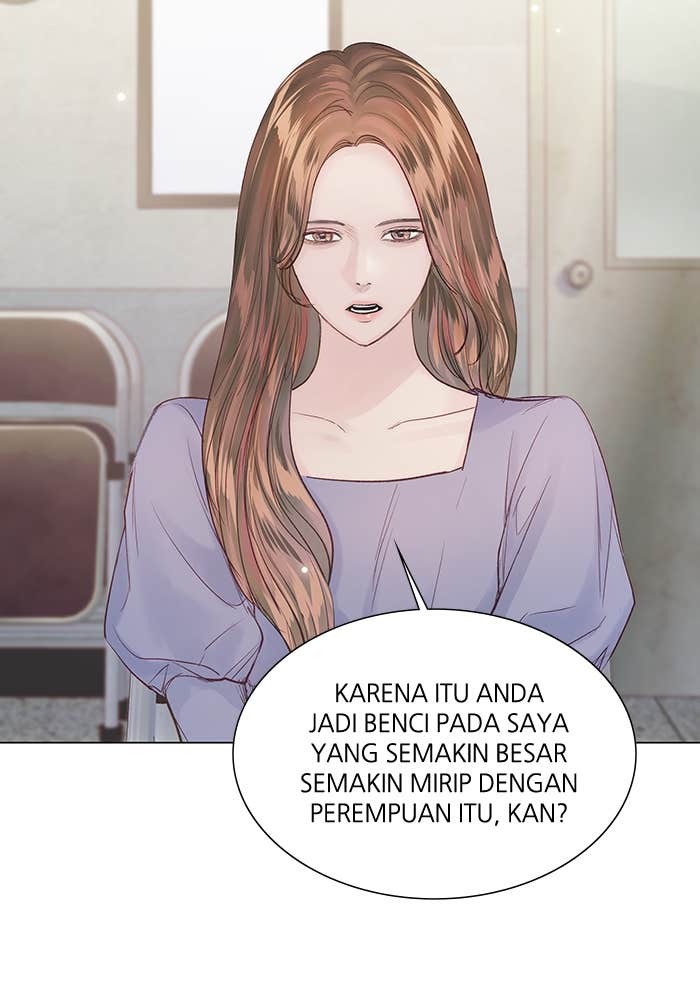 KARENA ITU ANDA
JADI BENCI PADA SAYA
YANG SEMAKIN BESAR
SEMAKIN MIRIP DENGAN
PEREMPUAN ITU, KAN?